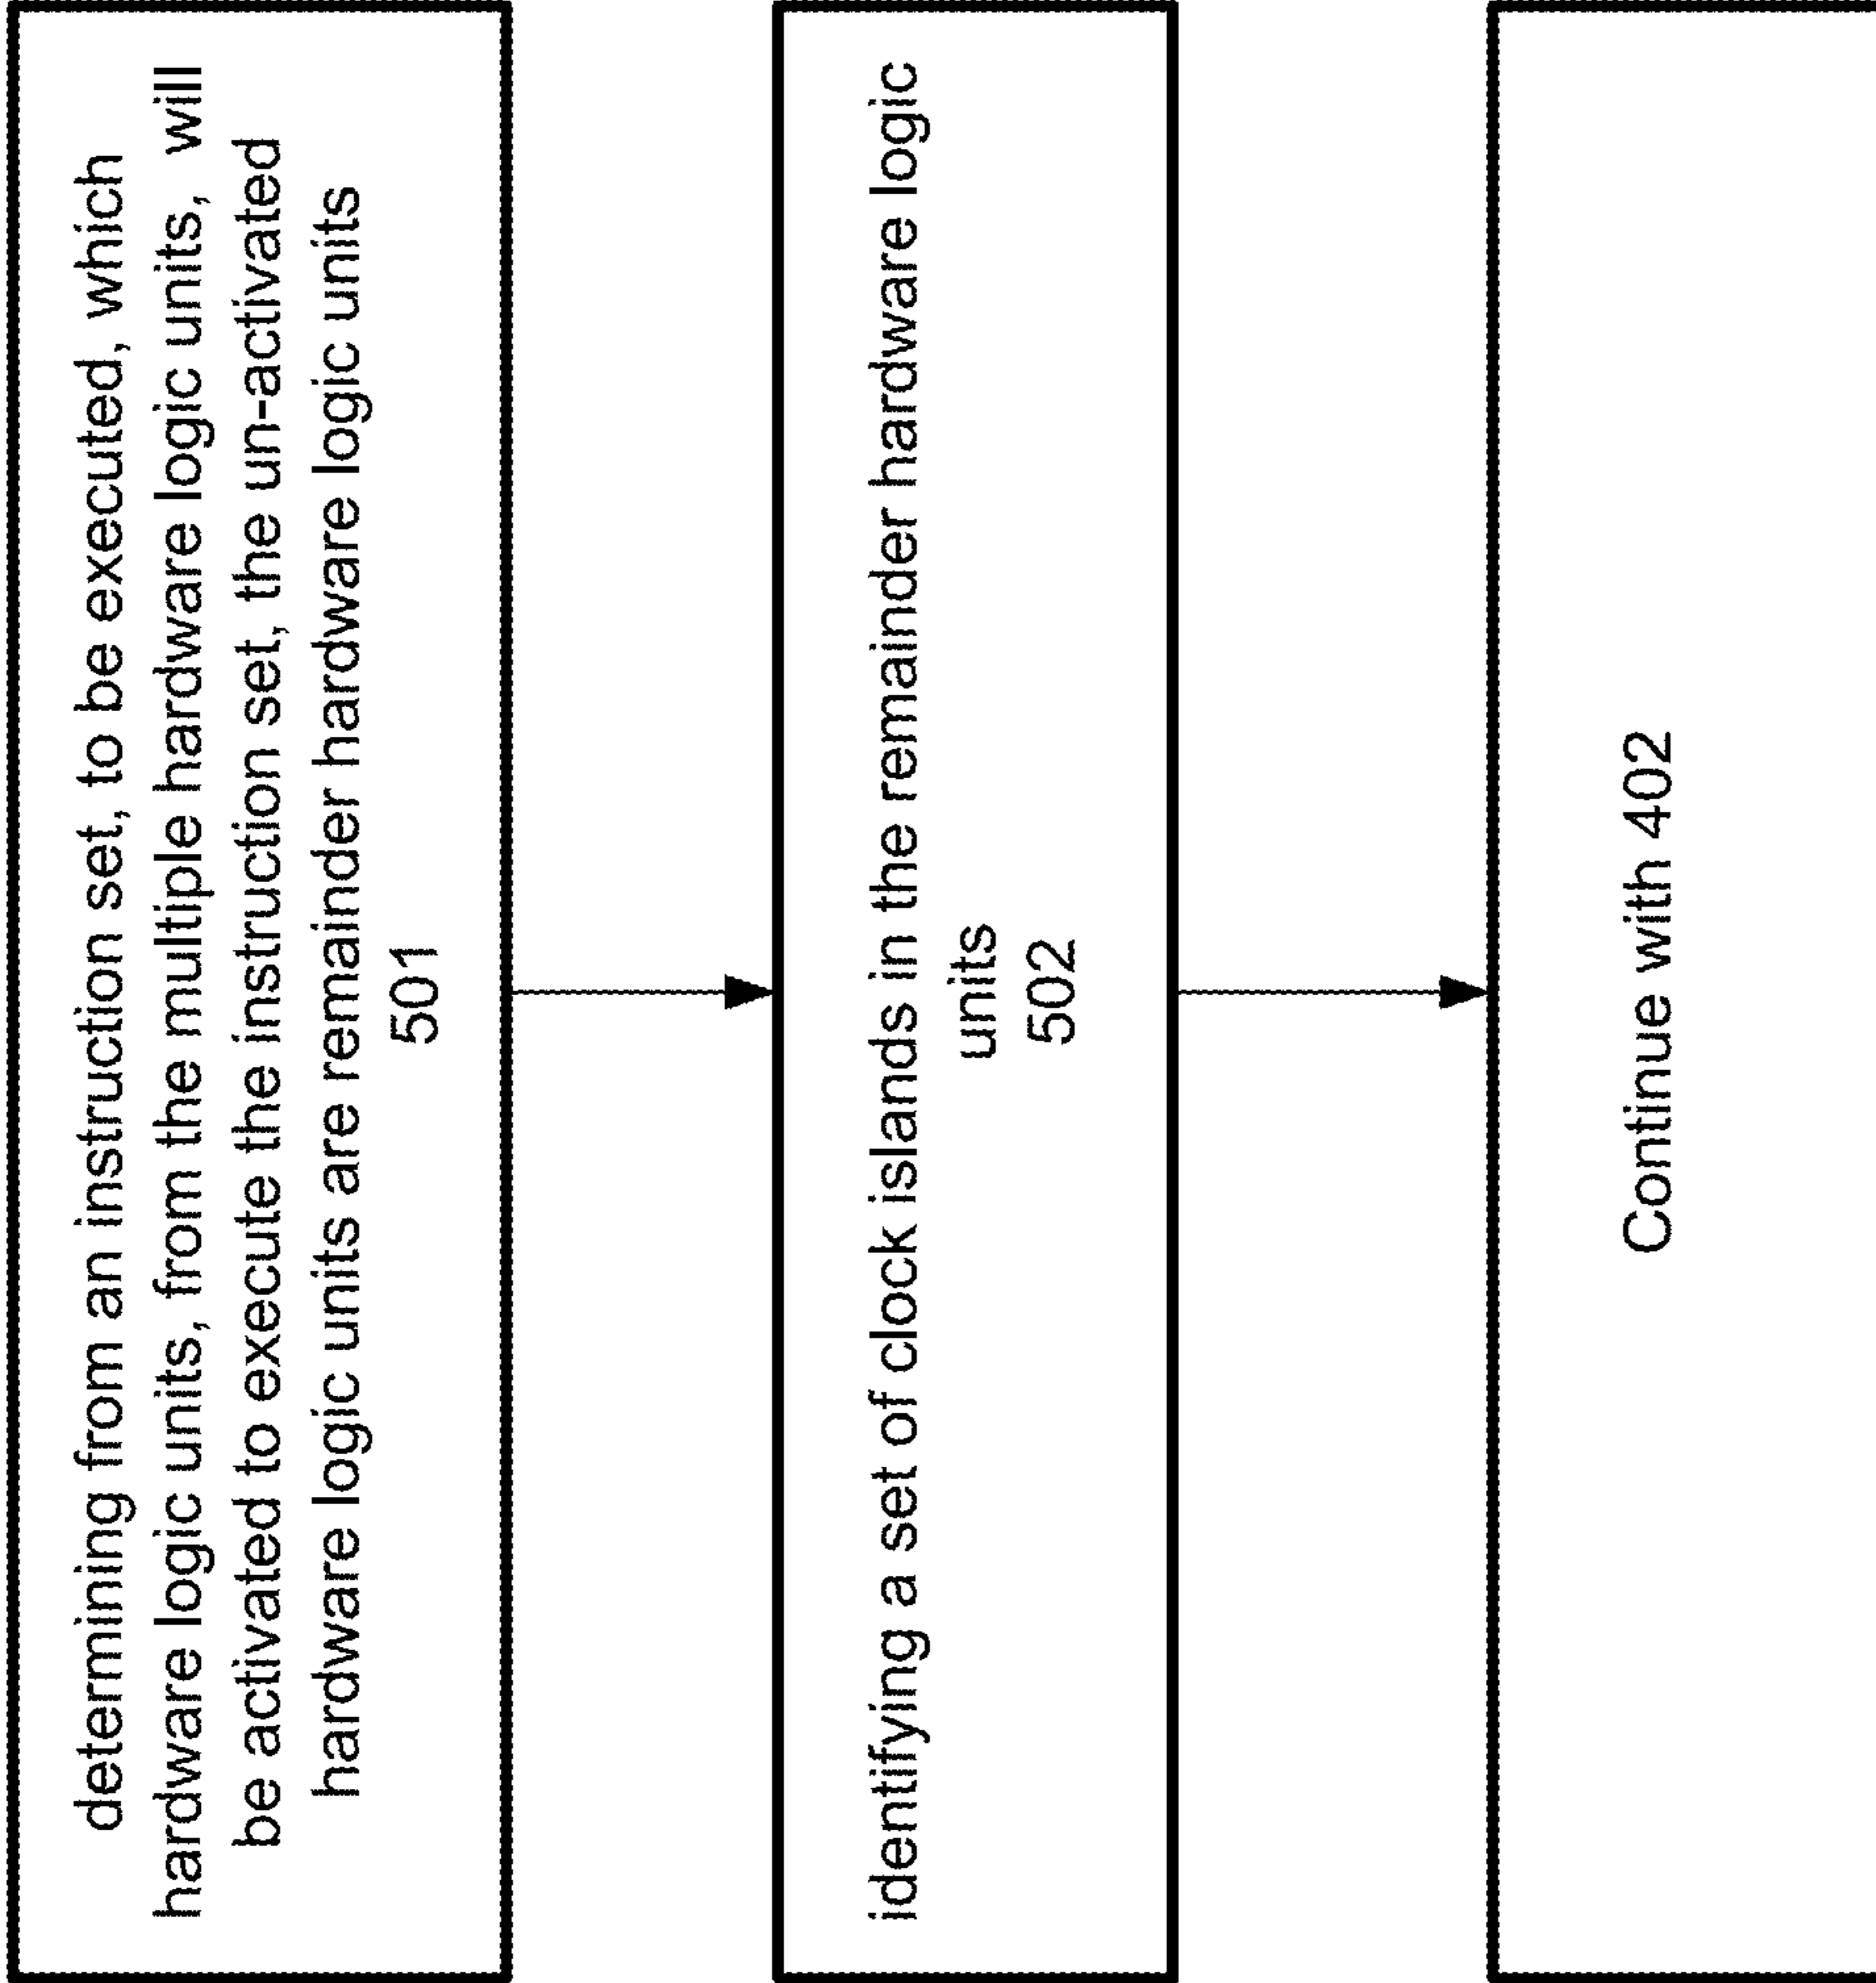 determining from an instruction set, to be executed, which
hardware logic units, from the multiple hardware logic units, will
be activated to execute the instruction set, the un-activated
hardware logic units are remainder hardware logic units
501
identifying a set of clock islands in the remainder hardware logic
units
502
Continue with 402